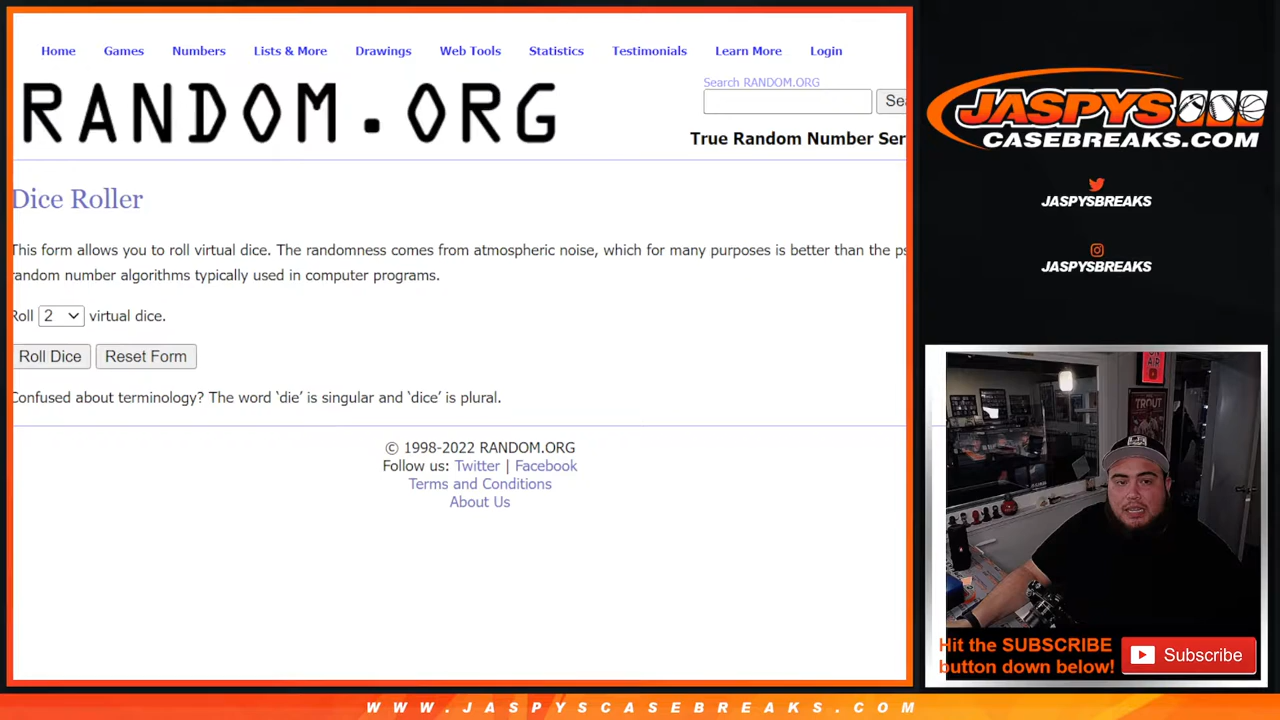 Home Games Numbers Lists & More Drawings Web Tools Statistics Testimonials Learn More Login
RANDOM.ORG
Search RANDOM.ORG
Sea
True Random Number Ser
Dice Roller
This form allows you to roll virtual dice. The randomness comes from atmospheric noise, which for many purposes is better than the ps
random number algorithms typically used in computer programs.
Roll 2 virtual dice.
Roll Dice Reset Form
Confused about terminology? The word ‘die’ is singular and ‘dice’ is plural.
© 1998-2022 RANDOM.ORG
Follow us: Twitter | Facebook
Terms and Conditions
About Us
JASPYS
CASEBREAKS.COM
JASPYSBREAKS
JASPYSBREAKS
ON AIR
TROUT
Hit the SUBSCRIBE
button down below!
Subscribe
WWW.JASPYSCASEBREAKS.COM